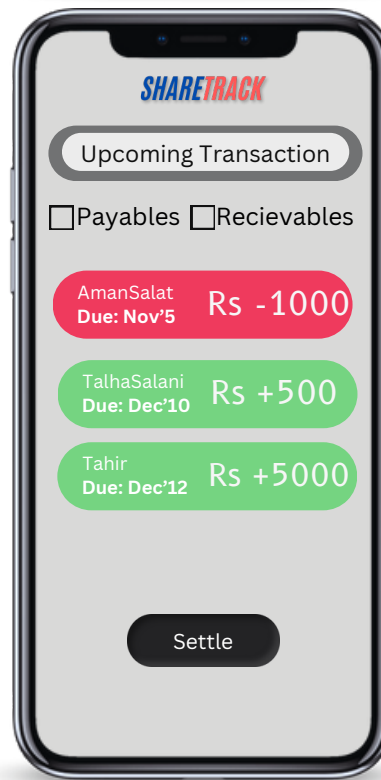 SHARETRACK
Upcoming Transaction
Payables Recievables
AmanSalat
Due: Nov’5
Rs -1000
TalhaSalani
Due: Dec’10
Rs +500
Tahir
Due: Dec’12
Rs +5000
Settle